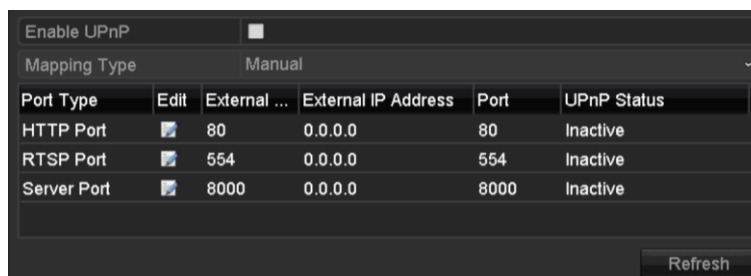 Enable UPnP
Mapping Type Manual
Port Type Edit External ... External IP Address Port UPnP Status
HTTP Port 80 0.0.0.0 80 Inactive
RTSP Port 554 0.0.0.0 554 Inactive
Server Port 8000 0.0.0.0 8000 Inactive
Refresh